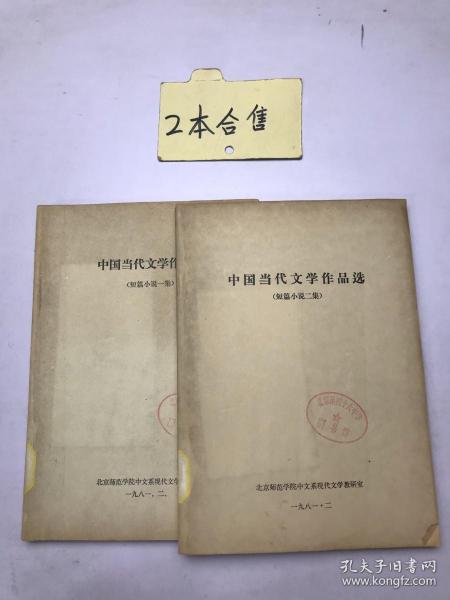 2本合售
中国当代文学作
(短篇小说一集)
北京师范学院中文系现代文学
一九八一.二.
中国当代文学作品选
(短篇小说二集)
北京师范学院中文系现代文学教研室
一九八一·二
孔夫子旧书网
www.kongfz.com